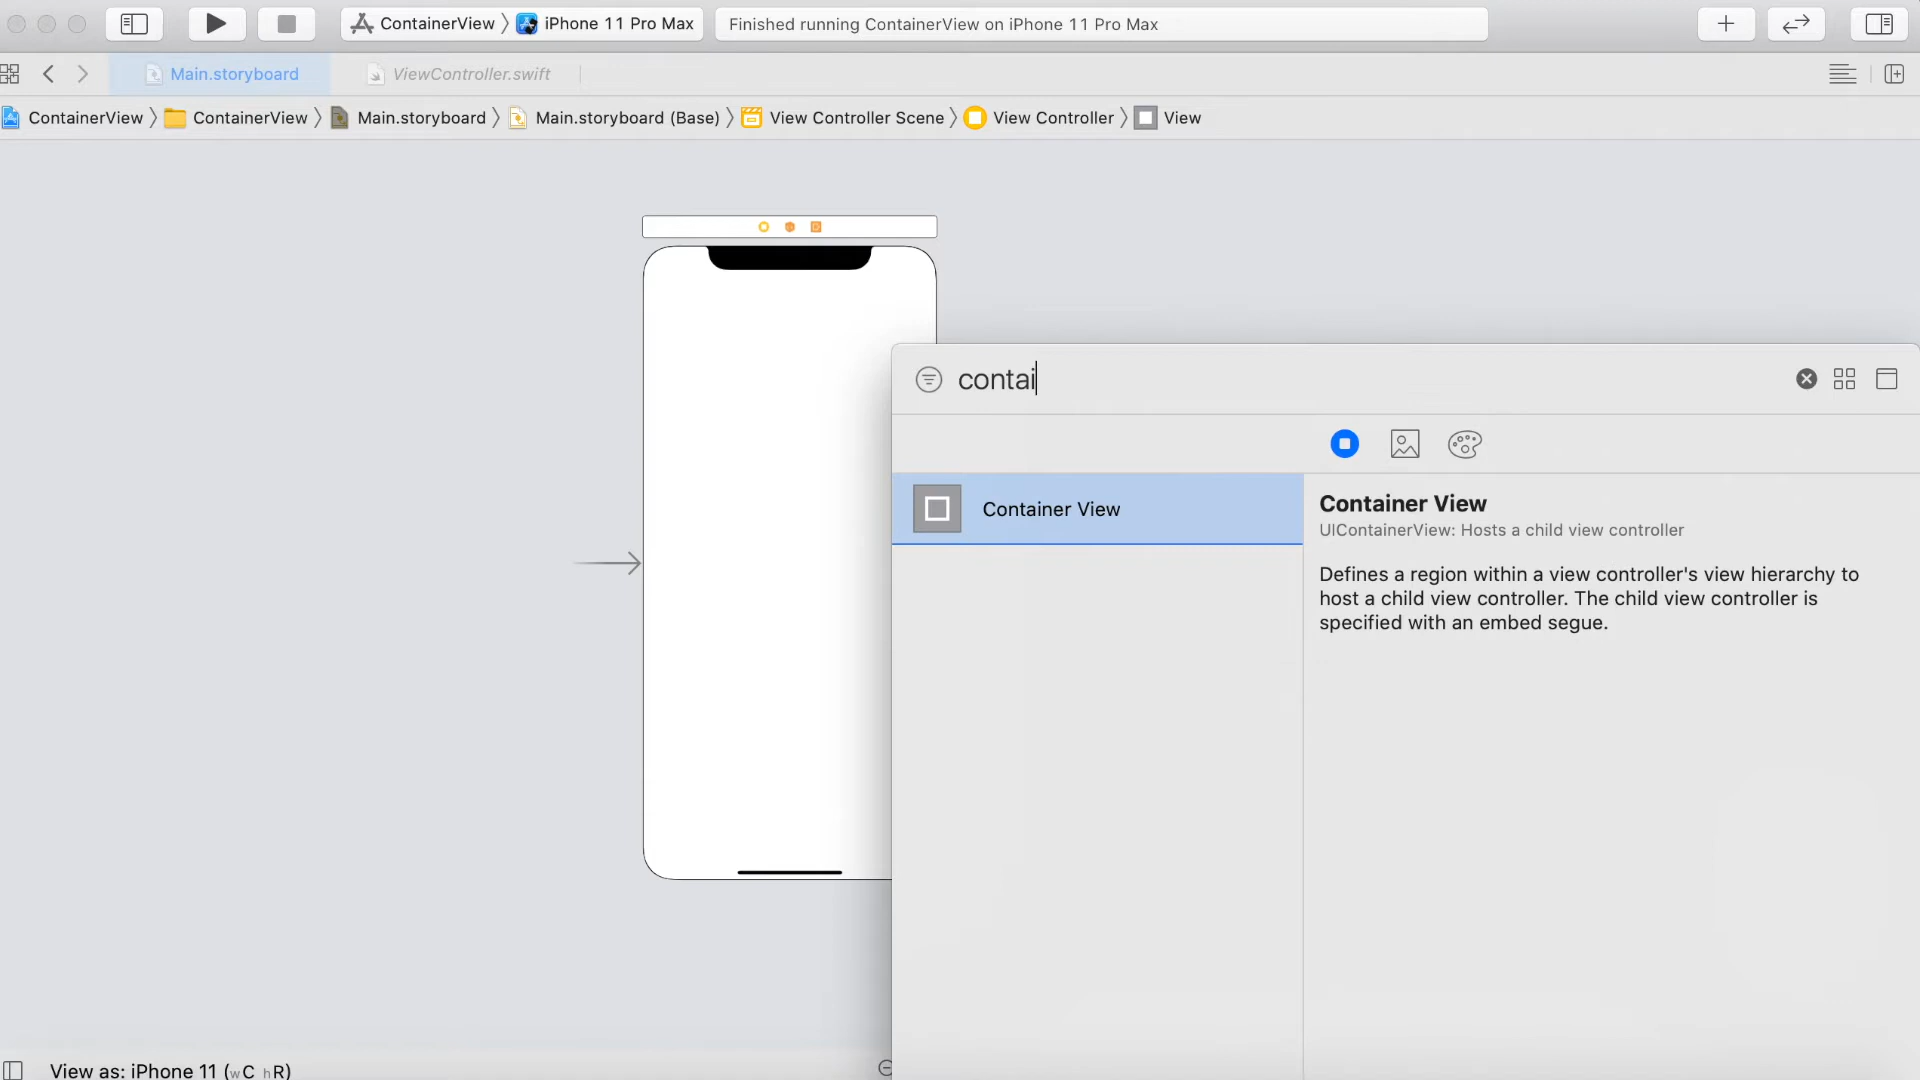 ContainerView 〉 iPhone 11 Pro Max
Finished running ContainerView on iPhone 11 Pro Max
Main.storyboard
ViewController.swift
ContainerView 〉 ContainerView 〉 Main.storyboard 〉 Main.storyboard (Base) 〉 View Controller Scene 〉 View Controller 〉 View
contai
Container View
Container View
UIContainerView: Hosts a child view controller
Defines a region within a view controller's view hierarchy to
host a child view controller. The child view controller is
specified with an embed segue.
View as: iPhone 11 (wC hR)